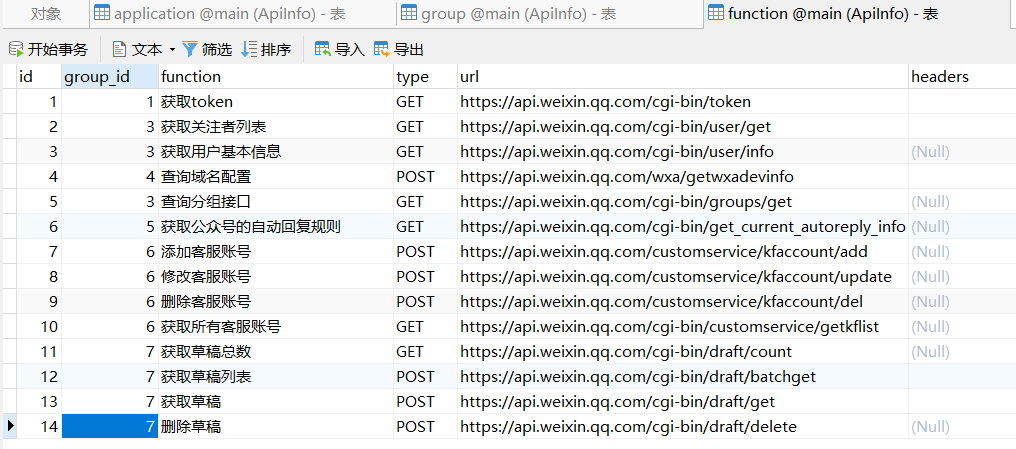 对象 application @main (ApiInfo) - 表 group @main (ApiInfo) - 表 function @main (ApiInfo) - 表
开始事务 文本 筛选 排序 导入 导出
id group_id function type url headers
1 1 获取token GET https://api.weixin.qq.com/cgi-bin/token
2 3 获取关注者列表 GET https://api.weixin.qq.com/cgi-bin/user/get
3 3 获取用户基本信息 GET https://api.weixin.qq.com/cgi-bin/user/info (Null)
4 4 查询域名配置 POST https://api.weixin.qq.com/wxa/getwxadevinfo
5 3 查询分组接口 GET https://api.weixin.qq.com/cgi-bin/groups/get (Null)
6 5 获取公众号的自动回复规则 GET https://api.weixin.qq.com/cgi-bin/get_current_autoreply_info (Null)
7 6 添加客服账号 POST https://api.weixin.qq.com/customservice/kfaccount/add (Null)
8 6 修改客服账号 POST https://api.weixin.qq.com/customservice/kfaccount/update (Null)
9 6 删除客服账号 POST https://api.weixin.qq.com/customservice/kfaccount/del (Null)
10 6 获取所有客服账号 GET https://api.weixin.qq.com/cgi-bin/customservice/getkflist (Null)
11 7 获取草稿总数 GET https://api.weixin.qq.com/cgi-bin/draft/count (Null)
12 7 获取草稿列表 POST https://api.weixin.qq.com/cgi-bin/draft/batchget
13 7 获取草稿 POST https://api.weixin.qq.com/cgi-bin/draft/get
14 7 删除草稿 POST https://api.weixin.qq.com/cgi-bin/draft/delete (Null)